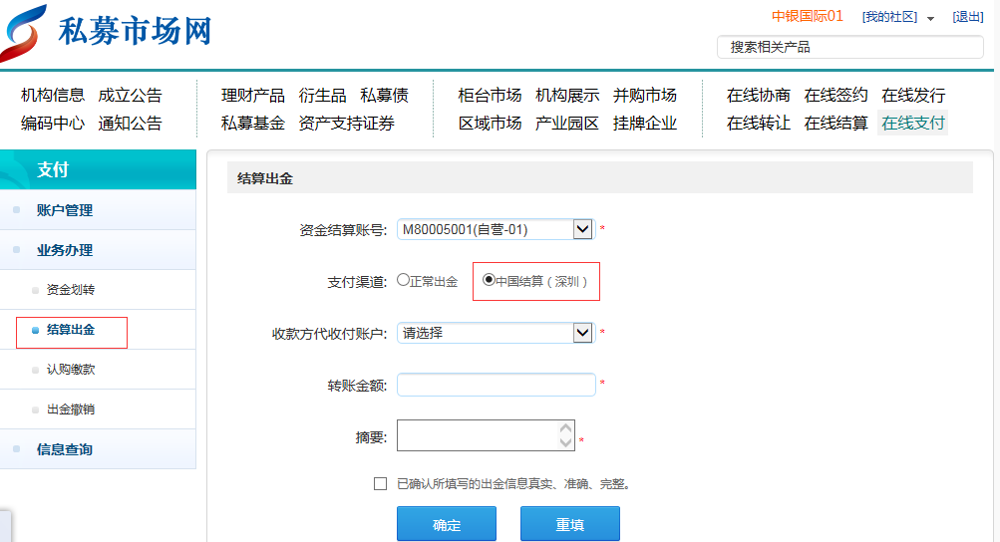 私募市场网
中银国际01 [我的社区] [退出]
搜索相关产品
机构信息 成立公告 理财产品 衍生品 私募债 柜台市场 机构展示 并购市场 在线协商 在线签约 在线发行
编码中心 通知公告 私募基金 资产支持证券 区域市场 产业园区 挂牌企业 在线转让 在线结算 在线支付
支付
账户管理
业务办理
资金划转
结算出金
认购缴款
出金撤销
信息查询
结算出金
资金结算账号: M80005001(自营-01) *
支付渠道: 正常出金 中国结算（深圳）
收款方代收付账户: 请选择 *
转账金额: *
摘要: *
已确认所填写的出金信息真实、准确、完整。
确定 重填